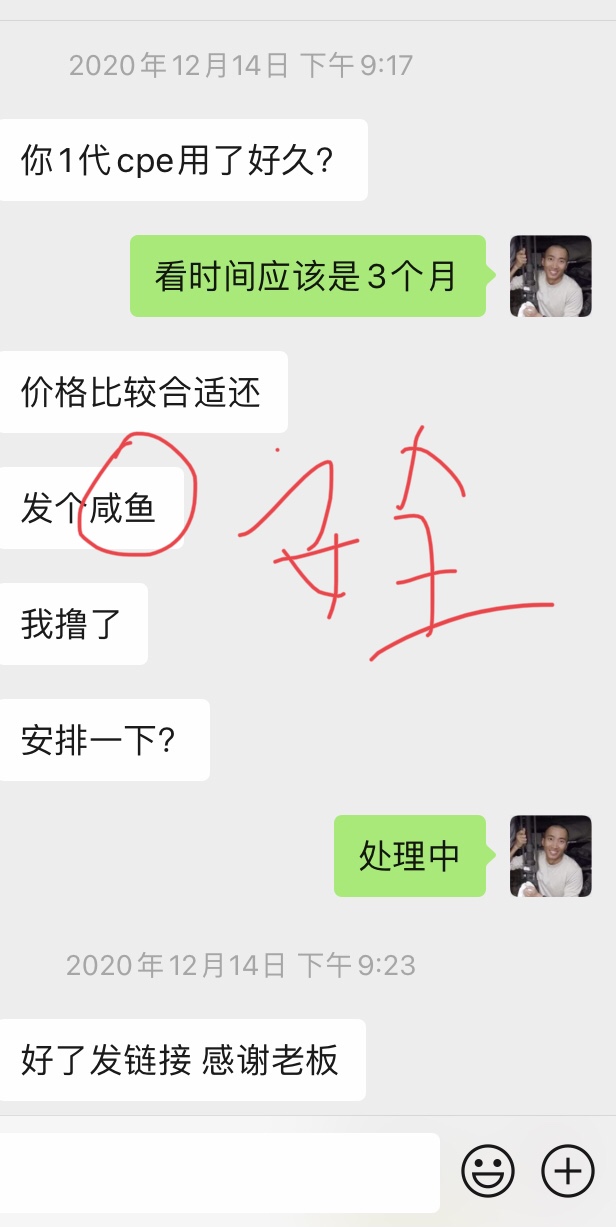 2020年12月14日 下午9:17
你1代cpe用了好久?
看时间应该是3个月
价格比较合适还
发个咸鱼
安全
我撸了
安排一下?
处理中
2020年12月14日 下午9:23
好了发链接 感谢老板